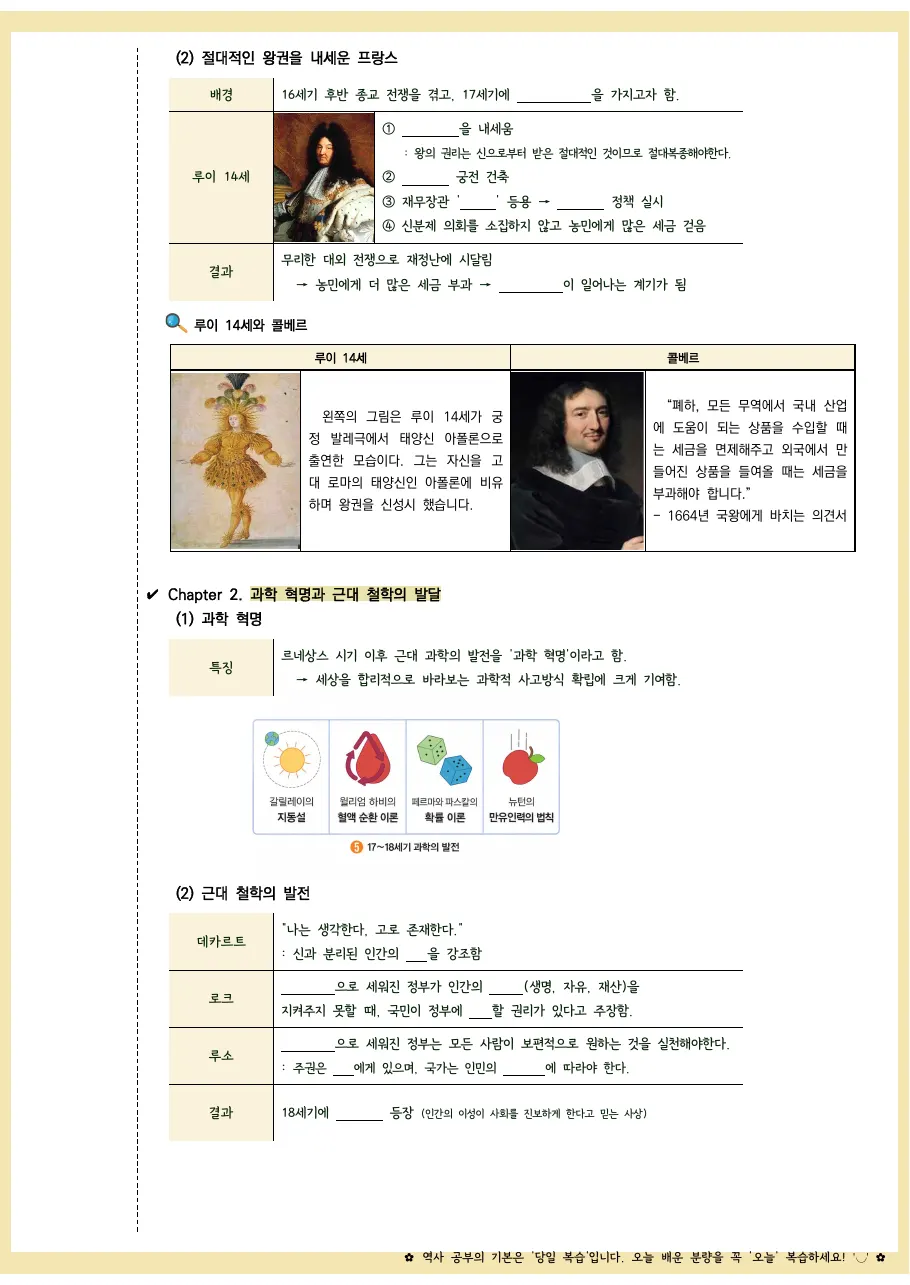 (2) 절대적인 왕권을 내세운 프랑스
배경
16세기 후반 종교 전쟁을 겪고, 17세기에 ___________을 가지고자 함.
루이 14세
① ________을 내세움
: 왕의 권리는 신으로부터 받은 절대적인 것이므로 절대복종해야한다.
② _______ 궁전 건축
③ 재무장관 '_____' 등용 → _______ 정책 실시
④ 신분제 의회를 소집하지 않고 농민에게 많은 세금 걷음
결과
무리한 대외 전쟁으로 재정난에 시달림
→ 농민에게 더 많은 세금 부과 → _________이 일어나는 계기가 됨
루이 14세와 콜베르
루이 14세
콜베르
왼쪽의 그림은 루이 14세가 궁
정 발레극에서 태양신 아폴론으로
출연한 모습이다. 그는 자신을 고
대 로마의 태양신인 아폴론에 비유
하며 왕권을 신성시 했습니다.
“폐하, 모든 무역에서 국내 산업
에 도움이 되는 상품을 수입할 때
는 세금을 면제해주고 외국에서 만
들어진 상품을 들여올 때는 세금을
부과해야 합니다.”
- 1664년 국왕에게 바치는 의견서
✔ Chapter 2. 과학 혁명과 근대 철학의 발달
(1) 과학 혁명
특징
르네상스 시기 이후 근대 과학의 발전을 '과학 혁명'이라고 함.
→ 세상을 합리적으로 바라보는 과학적 사고방식 확립에 크게 기여함.
갈릴레이의
지동설
윌리엄 하비의
혈액 순환 이론
페르마와 파스칼의
확률 이론
뉴턴의
만유인력의 법칙
5 17~18세기 과학의 발전
(2) 근대 철학의 발전
데카르트
"나는 생각한다, 고로 존재한다."
: 신과 분리된 인간의 ___을 강조함
로크
________으로 세워진 정부가 인간의 _____(생명, 자유, 재산)을
지켜주지 못할 때, 국민이 정부에 ___할 권리가 있다고 주장함.
루소
________으로 세워진 정부는 모든 사람이 보편적으로 원하는 것을 실천해야한다.
: 주권은 ___에게 있으며, 국가는 인민의 ______에 따라야 한다.
결과
18세기에 _______ 등장 (인간의 이성이 사회를 진보하게 한다고 믿는 사상)
✿ 역사 공부의 기본은 '당일 복습'입니다. 오늘 배운 분량을 꼭 '오늘' 복습하세요! '◡' ✿